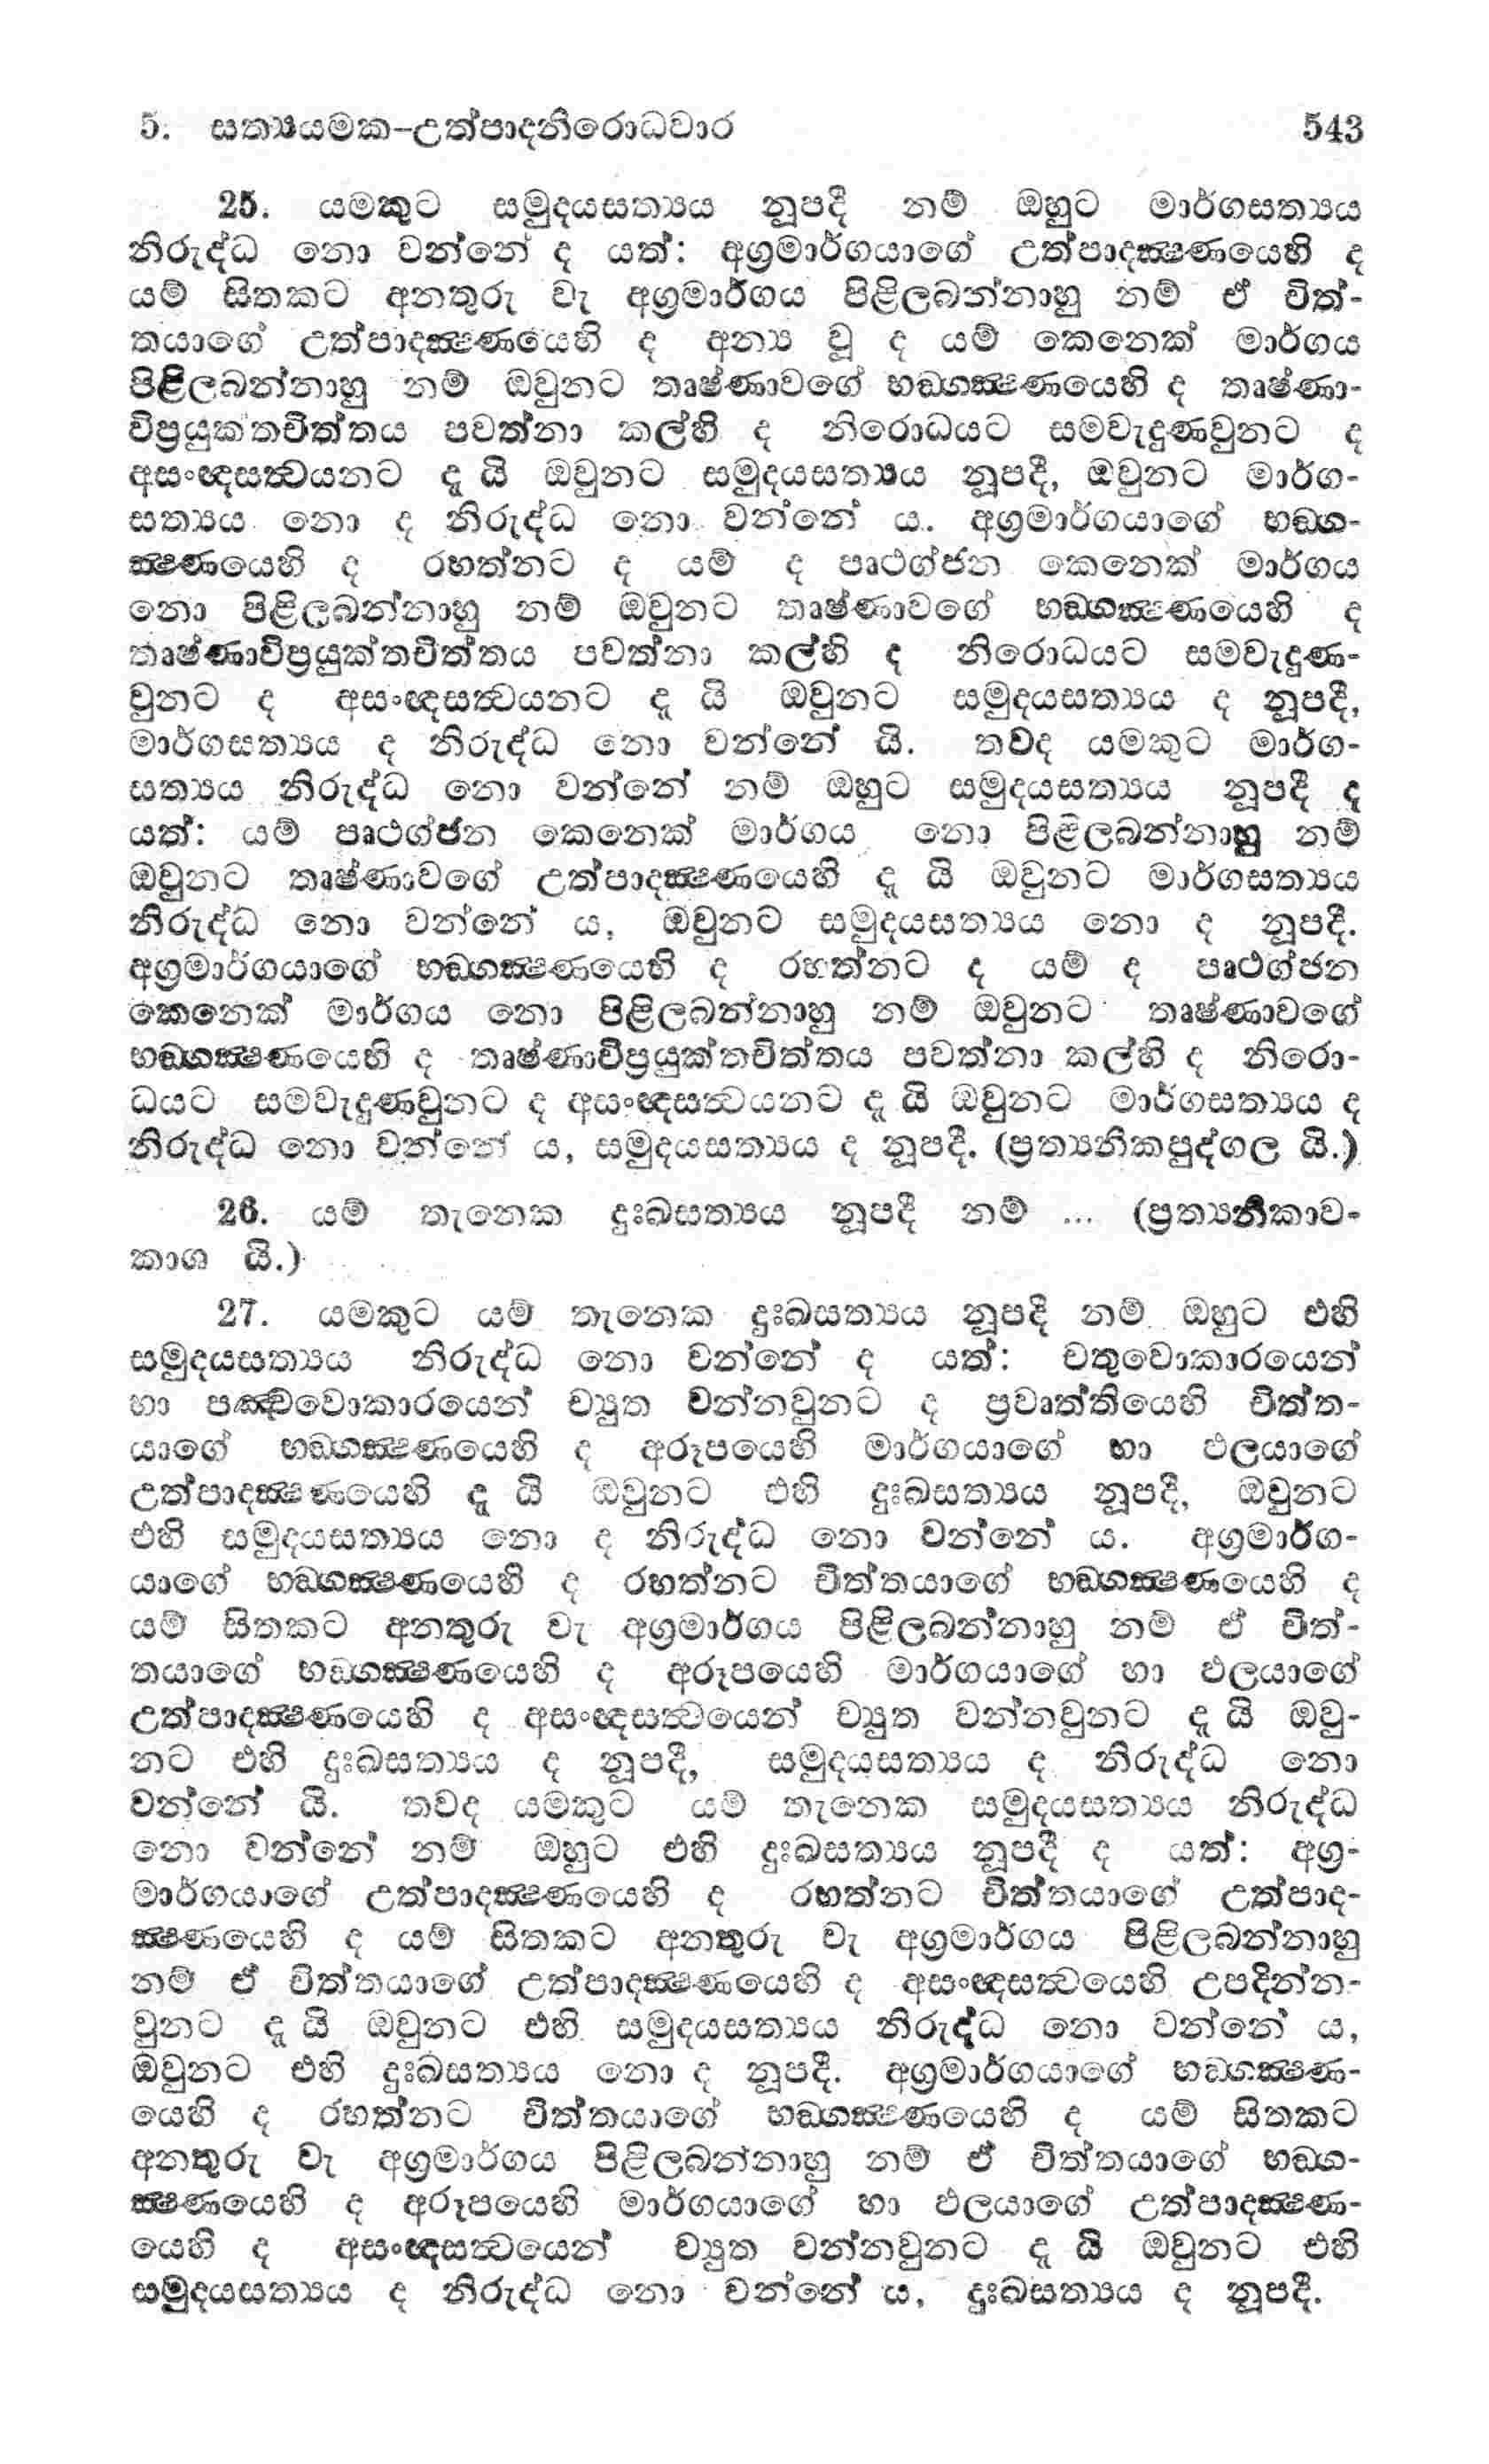 5. සත්‍යයමක-උත්පාදනිරොධවාර 543
25. යමකුට සමුදයසත්‍යය නූපදී නම් ඔහුට මාර්ගසත්‍යය
නිරුද්ධ නො වන්නේ ද යත්: අග්‍රමාර්ගයාගේ උත්පාදක්‍ෂණයෙහි ද
යම් සිතකට අනතුරු වැ අග්‍රමාර්ගය පිළිලබන්නාහු නම් ඒ චිත්-
තයාගේ උත්පාදක්‍ෂණයෙහි ද අන්‍ය වූ ද යම් කෙනෙක් මාර්ගය
පිළිලබන්නාහු නම් ඔවුනට තෘෂ්ණාවගේ භඞ්ගක්‍ෂණයෙහි ද තෘෂ්ණා-
විප්‍රයුක්තචිත්තය පවත්නා කල්හි ද නිරොධයට සමවැදුණවුනට ද
අසංඥසත්‍වයනට දැ යි ඔවුනට සමුදයසත්‍යය නූපදී, ඔවුනට මාර්ග-
සත්‍යය නො ද නිරුද්ධ නො වන්නේ ය. අග්‍රමාර්ගයාගේ භඞ්ග-
ක්‍ෂණයෙහි ද රහත්නට ද යම් ද පෘථග්ජන කෙනෙක් මාර්ගය
නො පිළිලබන්නාහු නම් ඔවුනට තෘෂ්ණාවගේ භඞ්ගක්‍ෂණයෙහි ද
තෘෂ්ණාවිප්‍රයුක්තචිත්තය පවත්නා කල්හි ද නිරොධයට සමවැදුණ-
වුනට ද අසංඥසත්‍වයනට දැ යි ඔවුනට සමුදයසත්‍යය ද නූපදී,
මාර්ගසත්‍යය ද නිරුද්ධ නො වන්නේ යි. තවද යමකුට මාර්ග-
සත්‍යය නිරුද්ධ නො වන්නේ නම් ඔහුට සමුදයසත්‍යය නූපදී ද
යත්: යම් පෘථග්ජන කෙනෙක් මාර්ගය නො පිළිලබන්නාහු නම්
ඔවුනට තෘෂ්ණාවගේ උත්පාදක්‍ෂණයෙහි දැ යි ඔවුනට මාර්ගසත්‍යය
නිරුද්ධ නො වන්නේ ය, ඔවුනට සමුදයසත්‍යය නො ද නූපදී.
අග්‍රමාර්ගයාගේ භඞ්ගක්‍ෂණයෙහි ද රහත්නට ද යම් ද පෘථග්ජන
කෙනෙක් මාර්ගය නො පිළිලබන්නාහු නම් ඔවුනට තෘෂ්ණාවගේ
භඞ්ගක්‍ෂණයෙහි ද තෘෂ්ණාවිප්‍රයුක්තචිත්තය පවත්නා කල්හි ද නිරො-
ධයට සමවැදුණවුනට ද අසංඥසත්‍වයනට දැ යි ඔවුනට මාර්ගසත්‍යය ද
නිරුද්ධ නො වන්නේ ය, සමුදයසත්‍යය ද නූපදී. (ප්‍රත්‍යනීකපුද්ගල යි.)
26. යම් තැනෙක දුඃඛසත්‍යය නූපදී නම් ... (ප්‍රත්‍යනීකාව-
කාශ යි.)
27. යමකුට යම් තැනෙක දුඃඛසත්‍යය නූපදී නම් ඔහුට එහි
සමුදයසත්‍යය නිරුද්ධ නො වන්නේ ද යත්: චතුවොකාරයෙන්
හා පඤ්චවොකාරයෙන් ච්‍යුත වන්නවුනට ද ප්‍රවෘත්තියෙහි චිත්ත-
යාගේ භඞ්ගක්‍ෂණයෙහි ද අරූපයෙහි මාර්ගයාගේ හා ඵලයාගේ
උත්පාදක්‍ෂණයෙහි දැ යි ඔවුනට එහි දුඃඛසත්‍යය නූපදී, ඔවුනට
එහි සමුදයසත්‍යය නො ද නිරුද්ධ නො වන්නේ ය. අග්‍රමාර්ග-
යාගේ භඞ්ගක්‍ෂණයෙහි ද රහත්නට චිත්තයාගේ භඞ්ගක්‍ෂණයෙහි ද
යම් සිතකට අනතුරු වැ අග්‍රමාර්ගය පිළිලබන්නාහු නම් ඒ චිත්-
තයාගේ භඞ්ගක්‍ෂණයෙහි ද අරූපයෙහි මාර්ගයාගේ හා ඵලයාගේ
උත්පාදක්‍ෂණයෙහි ද අසංඥසත්‍වයෙන් ච්‍යුත වන්නවුනට දැ යි ඔවු-
නට එහි දුඃඛසත්‍යය ද නූපදී, සමුදයසත්‍යය ද නිරුද්ධ නො
වන්නේ යි. තවද යමකුට යම් තැනෙක සමුදයසත්‍යය නිරුද්ධ
නො වන්නේ නම් ඔහුට එහි දුඃඛසත්‍යය නූපදී ද යත්: අග්‍ර-
මාර්ගයාගේ උත්පාදක්‍ෂණයෙහි ද රහත්නට චිත්තයාගේ උත්පාද-
ක්‍ෂණයෙහි ද යම් සිතකට අනතුරු වැ අග්‍රමාර්ගය පිළිලබන්නාහු
නම් ඒ චිත්තයාගේ උත්පාදක්‍ෂණයෙහි ද අසංඥසත්‍වයෙහි උපදින්න-
වුනට දැ යි ඔවුනට එහි සමුදයසත්‍යය නිරුද්ධ නො වන්නේ ය,
ඔවුනට එහි දුඃඛසත්‍යය නො ද නූපදී. අග්‍රමාර්ගයාගේ භඞ්ගක්‍ෂණ-
යෙහි ද රහත්නට චිත්තයාගේ භඞ්ගක්‍ෂණයෙහි ද යම් සිතකට
අනතුරු වැ අග්‍රමාර්ගය පිළිලබන්නාහු නම් ඒ චිත්තයාගේ භඞ්ග-
ක්‍ෂණයෙහි ද අරූපයෙහි මාර්ගයාගේ හා ඵලයාගේ උත්පාදක්‍ෂණ-
යෙහි ද අසංඥසත්‍වයෙන් ච්‍යුත වන්නවුනට දැ යි ඔවුනට එහි
සමුදයසත්‍යය ද නිරුද්ධ නො වන්නේ ය, දුඃඛසත්‍යය ද නූපදී.